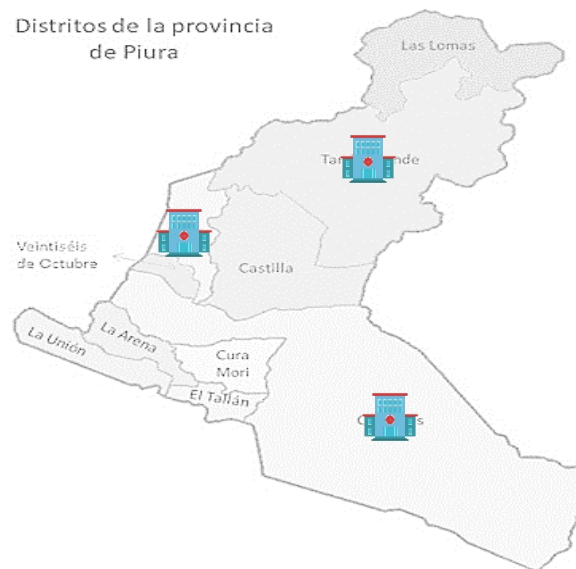 Distritos de la provincia
de Piura
Las Lomas
Veintiséis
de Octubre
Castilla
La Unión
La Arena
Cura
Mori
El Tallán